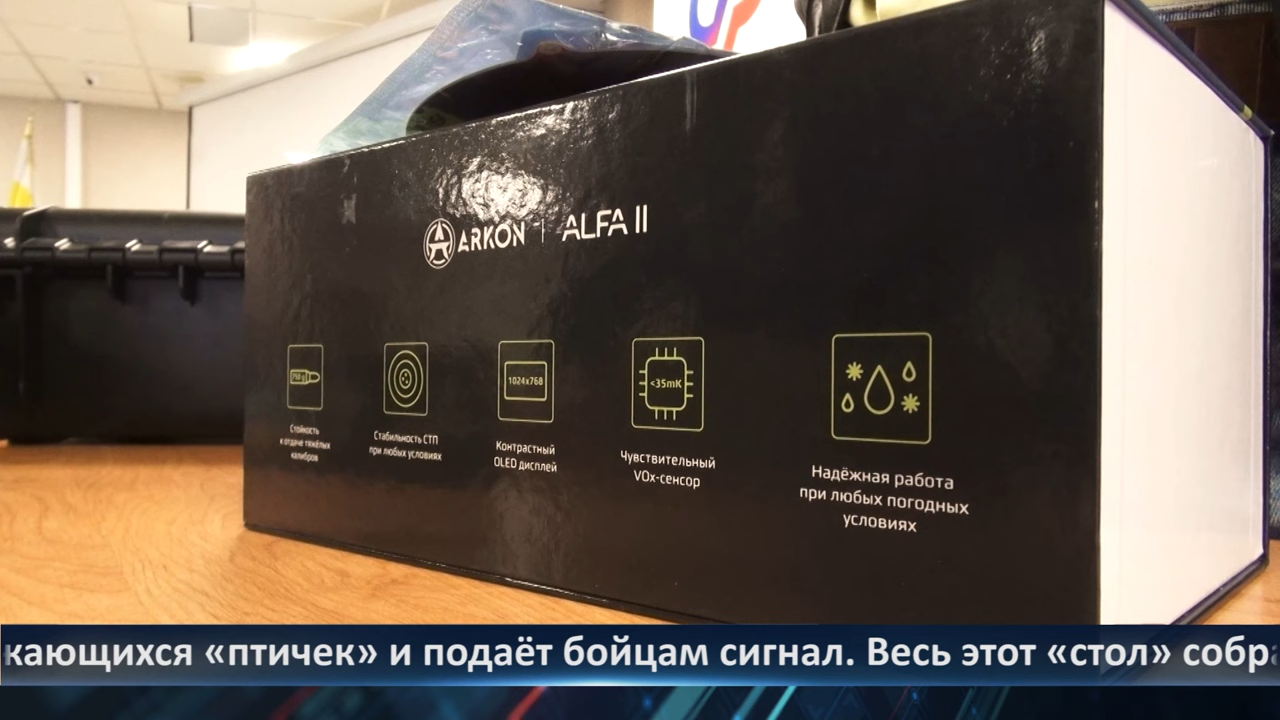 ARKON | ALFA II
750 g
1024x768
<35mK
Стойкость
к отдаче тяжёлых
калибров
Стабильность СТП
при любых условиях
Контрастный
OLED дисплей
Чувствительный
VOx-сенсор
Надёжная работа
при любых погодных
условиях
кающихся «птичек» и подаёт бойцам сигнал. Весь этот «стол» собра